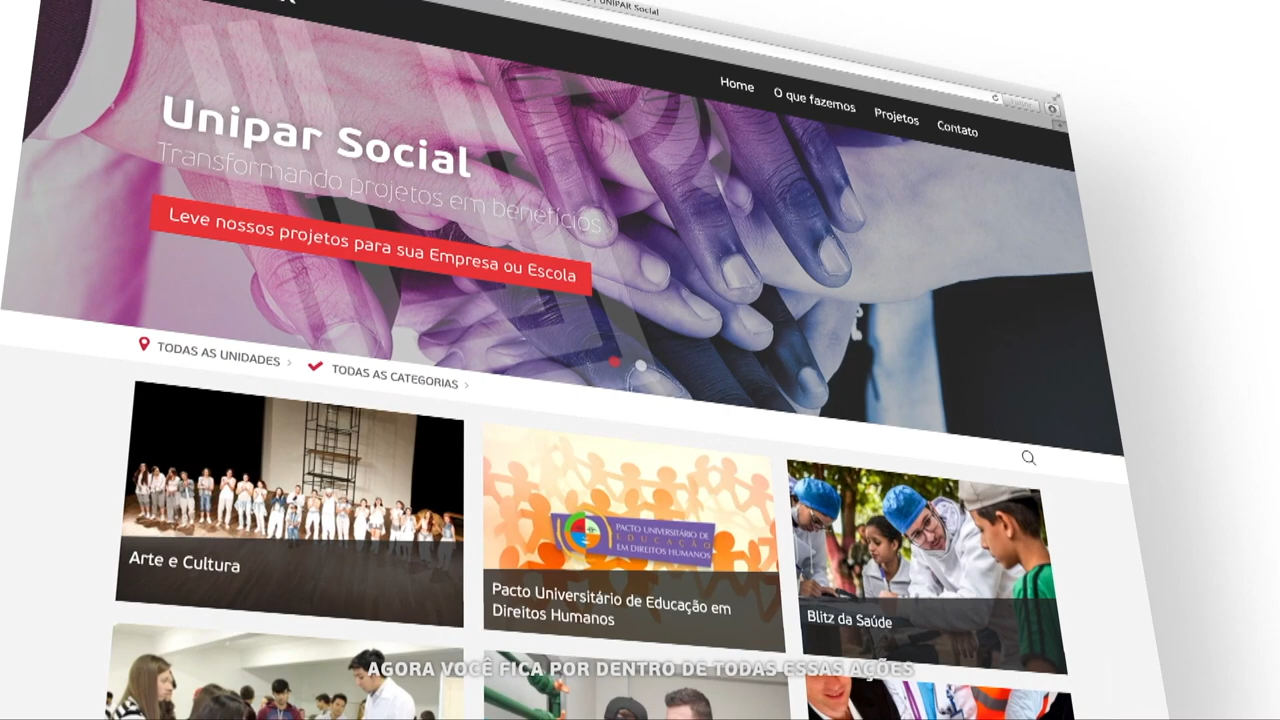 UNIPAR Social
Home
O que fazemos
Projetos
Contato
Unipar Social
Transformando projetos em benefícios
Leve nossos projetos para sua Empresa ou Escola
TODAS AS UNIDADES
TODAS AS CATEGORIAS
Arte e Cultura
PACTO UNIVERSITÁRIO DE
EDUCAÇÃO
EM DIREITOS HUMANOS
Pacto Universitário de Educação em
Direitos Humanos
Blitz da Saúde
AGORA VOCÊ FICA POR DENTRO DE TODAS ESSAS AÇÕES